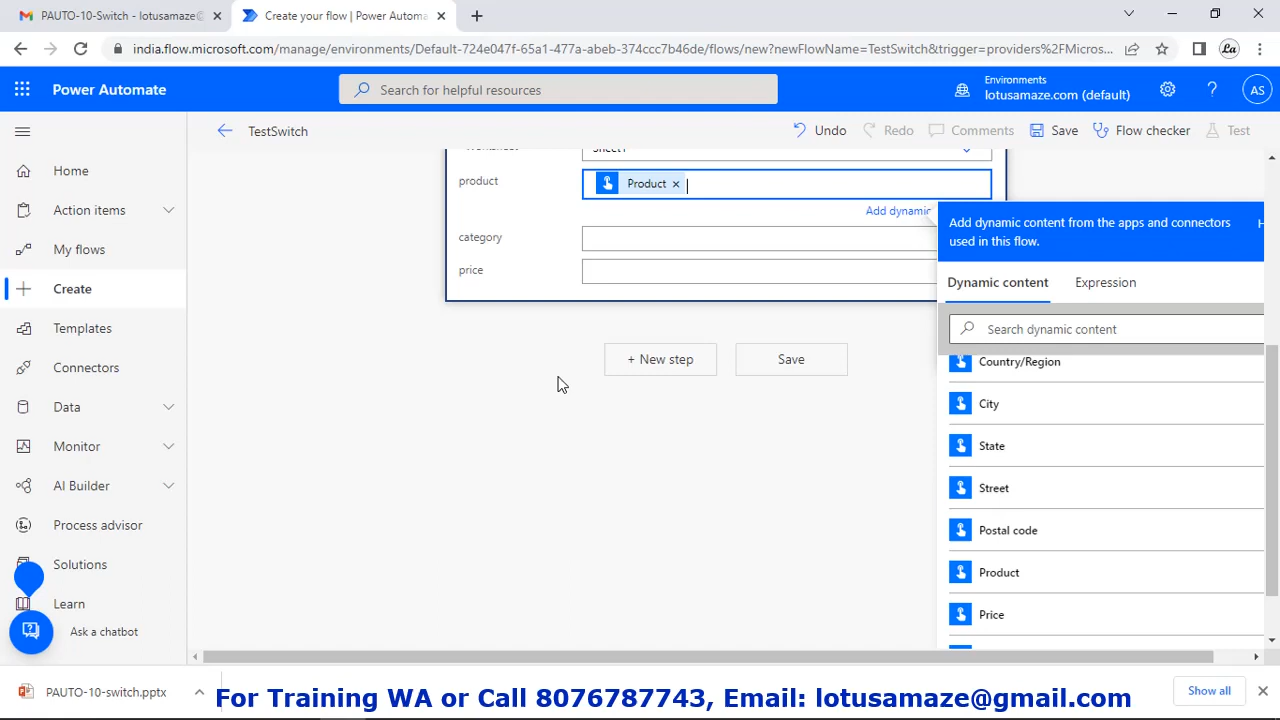 PAUTO-10-Switch - lotusamaze@
Create your flow | Power Automa
india.flow.microsoft.com/manage/environments/Default-724e047f-65a1-477a-abeb-374ccc7b46de/flows/new?newFlowName=TestSwitch&trigger=providers%2FMicros...
Power Automate
Search for helpful resources
Environments
lotusamaze.com (default)
AS
TestSwitch
Undo
Redo
Comments
Save
Flow checker
Test
Home
Action items
My flows
Create
Templates
Connectors
Data
Monitor
AI Builder
Process advisor
Solutions
Learn
Ask a chatbot
Worksheet
Sheet1
product
Product
Add dynamic
category
price
+ New step
Save
Add dynamic content from the apps and connectors
used in this flow.
Dynamic content
Expression
Search dynamic content
Country/Region
City
State
Street
Postal code
Product
Price
PAUTO-10-switch.pptx
For Training WA or Call 8076787743, Email: lotusamaze@gmail.com
Show all